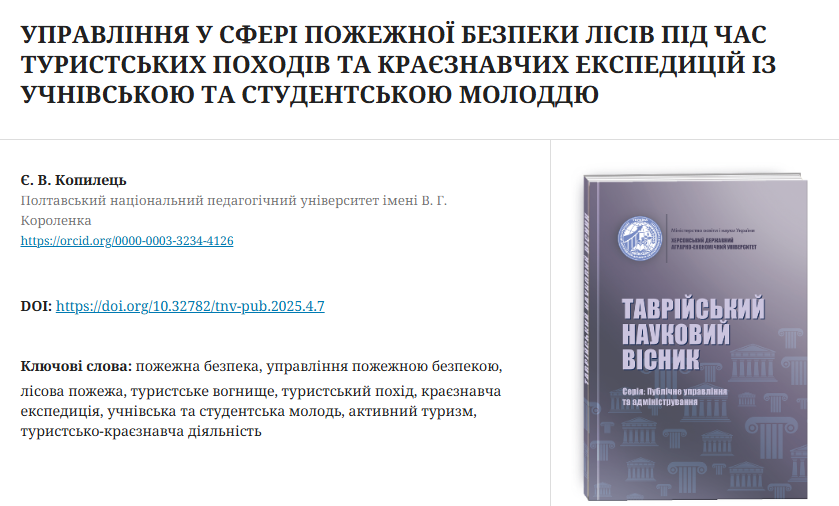 УПРАВЛІННЯ У СФЕРІ ПОЖЕЖНОЇ БЕЗПЕКИ ЛІСІВ ПІД ЧАС
ТУРИСТСЬКИХ ПОХОДІВ ТА КРАЄЗНАВЧИХ ЕКСПЕДИЦІЙ ІЗ
УЧНІВСЬКОЮ ТА СТУДЕНТСЬКОЮ МОЛОДДЮ
Є. В. Копилець
Полтавський національний педагогічний університет імені В. Г.
Короленка
https://orcid.org/0000-0003-3234-4126
DOI: https://doi.org/10.32782/tnv-pub.2025.4.7
Ключові слова: пожежна безпека, управління пожежною безпекою,
лісова пожежа, туристське вогнище, туристський похід, краєзнавча
експедиція, учнівська та студентська молодь, активний туризм,
туристсько-краєзнавча діяльність
Міністерство освіти і науки України
ХЕРСОНСЬКИЙ ДЕРЖАВНИЙ
АГРАРНО-ЕКОНОМІЧНИЙ УНІВЕРСИТЕТ
ТАВРІЙСЬКИЙ
НАУКОВИЙ
ВІСНИК
Серія: Публічне управління
та адміністрування